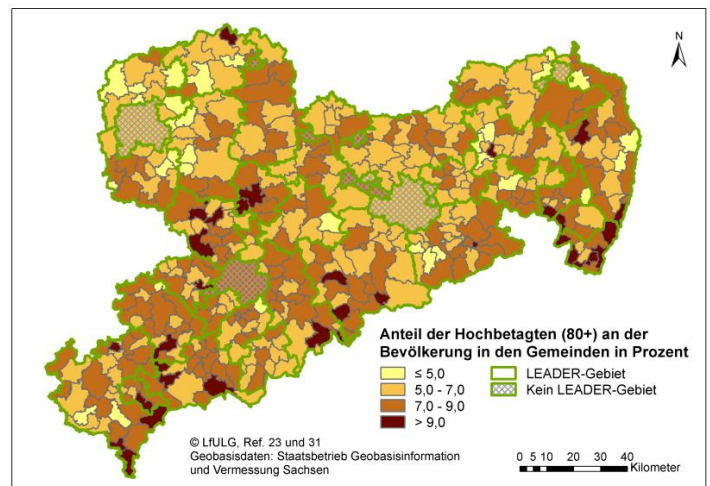 N
Anteil der Hochbetagten (80+) an der
Bevölkerung in den Gemeinden in Prozent
≤ 5,0
5,0 - 7,0
7,0 - 9,0
> 9,0
LEADER-Gebiet
Kein LEADER-Gebiet
© LfULG, Ref. 23 und 31
Geobasisdaten: Staatsbetrieb Geobasisinformation
und Vermessung Sachsen
0 5 10 20 30 40
Kilometer